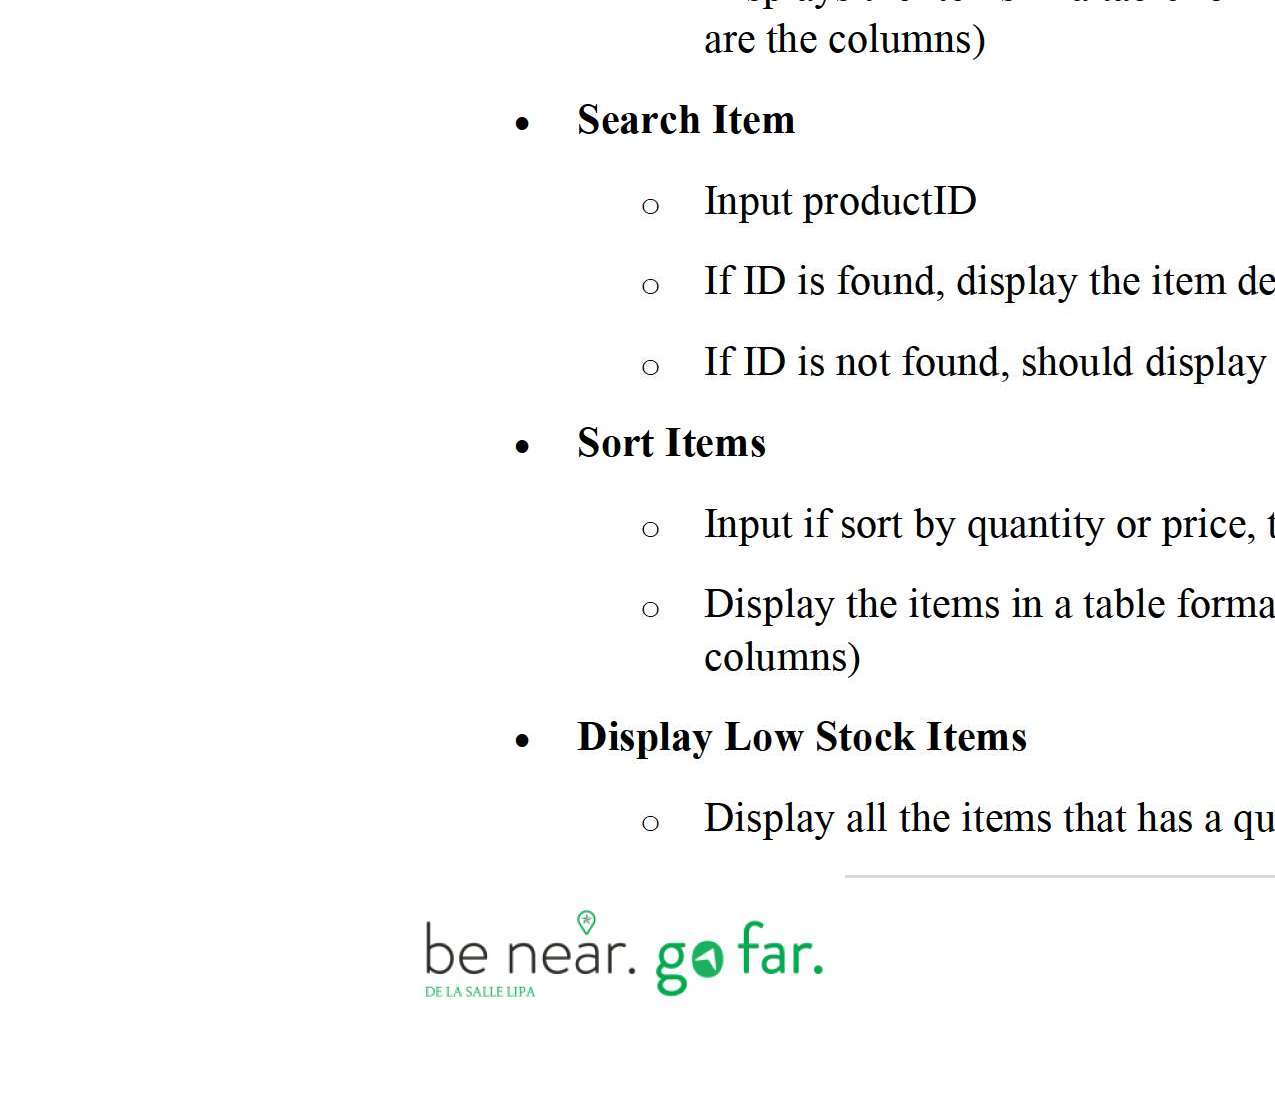 are the columns)
• Search Item
o Input productID
o If ID is found, display the item de
o If ID is not found, should display
• Sort Items
o Input if sort by quantity or price, t
o Display the items in a table forma
columns)
• Display Low Stock Items
o Display all the items that has a qu
be near. go far.
DE LA SALLE LIPA